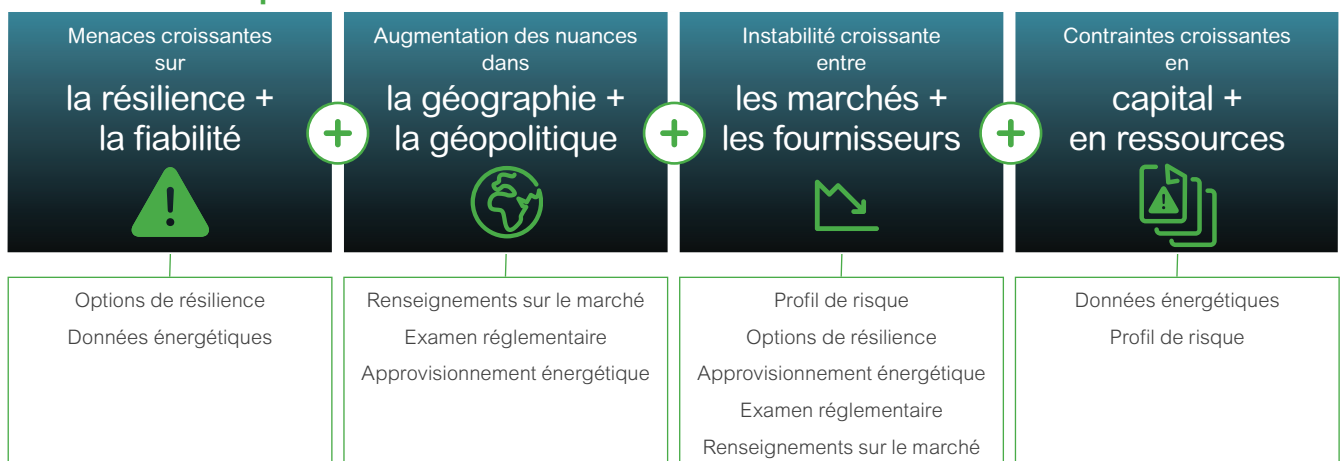 Menaces croissantes
sur
la résilience +
la fiabilité
Augmentation des nuances
dans
la géographie +
la géopolitique
Instabilité croissante
entre
les marchés +
les fournisseurs
Contraintes croissantes
en
capital +
en ressources
Options de résilience
Données énergétiques
Renseignements sur le marché
Examen réglementaire
Approvisionnement énergétique
Profil de risque
Options de résilience
Approvisionnement énergétique
Examen réglementaire
Renseignements sur le marché
Données énergétiques
Profil de risque